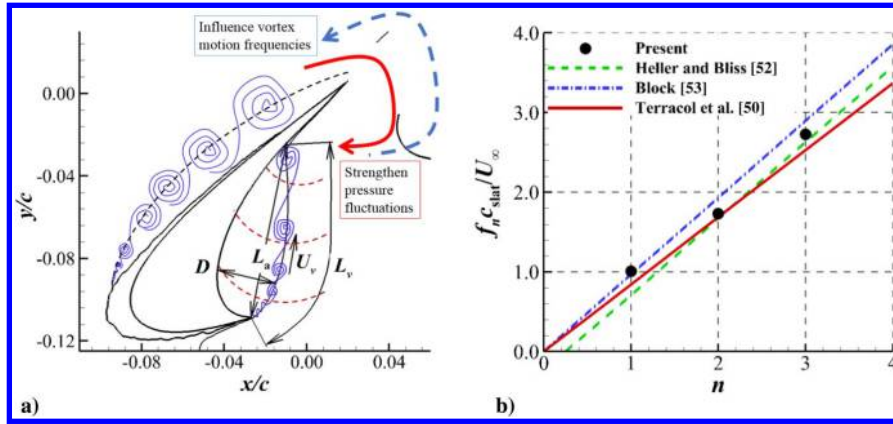 Influence vortex
motion frequencies
Strengthen
pressure
fluctuations
0.00
-0.04
-0.08
-0.12
y/c
D
Lₐ
Uᵥ
Lᵥ
-0.08 -0.04 0.00 0.04
x/c
a)
4.0
3.0
2.0
1.0
0.0
fₙcslat/U∞
Present
Heller and Bliss [52]
Block [53]
Terracol et al. [50]
0 1 2 3 4
n
b)